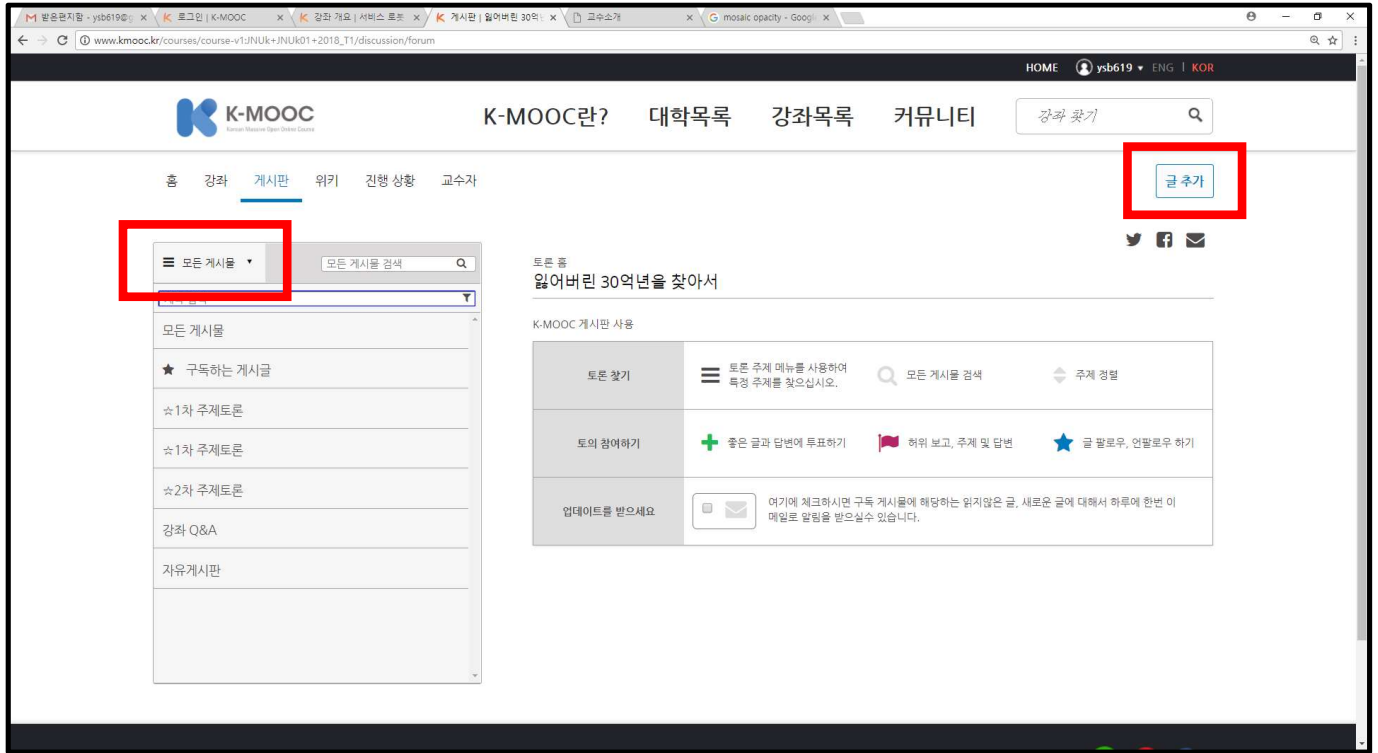 받은편지함 - ysb619@g
로그인 | K-MOOC
강좌 개요 | 서비스 로봇
게시판 | 잃어버린 30억
교수소개
mosaic opacity - Googl
www.kmooc.kr/courses/course-v1:JNUk+JNUk01+2018_T1/discussion/forum
HOME ysb619 ▾ ENG | KOR
K-MOOC
Korean Massive Open Online Course
K-MOOC란? 대학목록 강좌목록 커뮤니티 강좌 찾기
홈 강좌 게시판 위키 진행 상황 교수자
글 추가
모든 게시물 ▼ 모든 게시물 검색
모든 게시물
★ 구독하는 게시글
☆1차 주제토론
☆1차 주제토론
☆2차 주제토론
강좌 Q&A
자유게시판
토론 홈
잃어버린 30억년을 찾아서
K-MOOC 게시판 사용
토론 찾기
토론 주제 메뉴를 사용하여
특정 주제를 찾으십시오.
모든 게시물 검색
주제 정렬
토의 참여하기
좋은 글과 답변에 투표하기
허위 보고, 주제 및 답변
글 팔로우, 언팔로우 하기
업데이트를 받으세요
여기에 체크하시면 구독 게시물에 해당하는 읽지않은 글, 새로운 글에 대해서 하루에 한번 이
메일로 알림을 받으실수 있습니다.